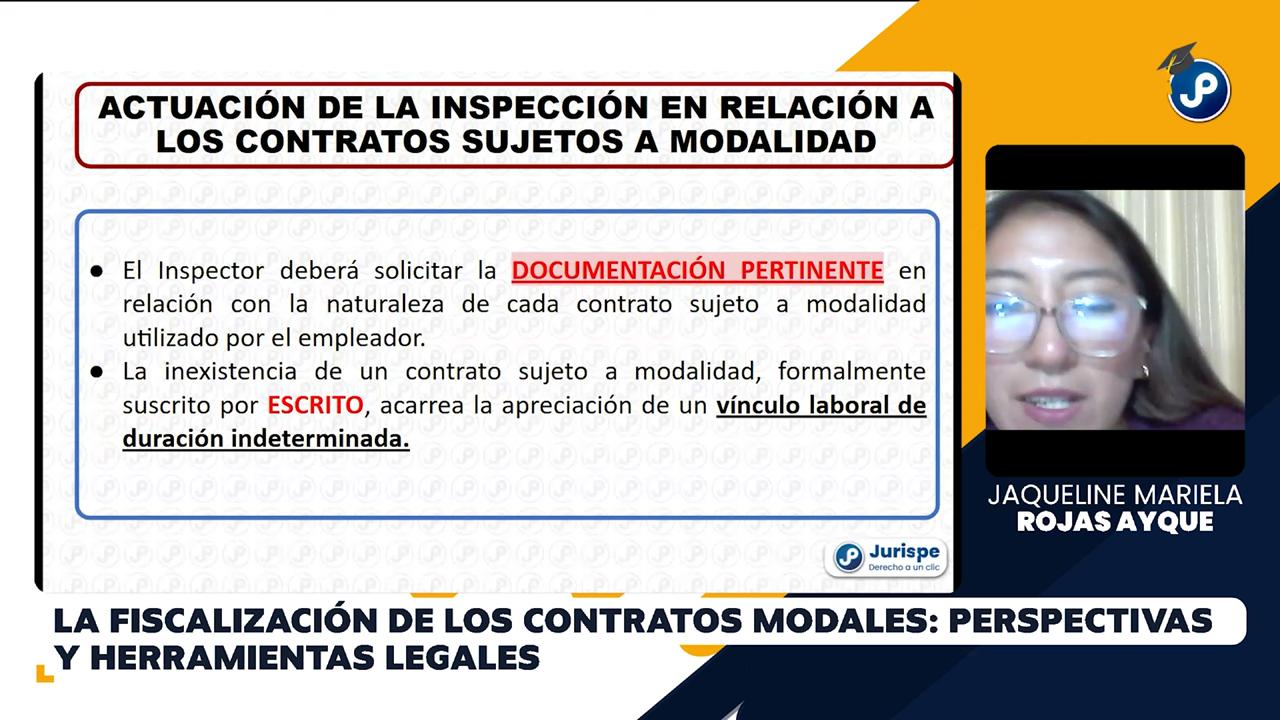 ACTUACIÓN DE LA INSPECCIÓN EN RELACIÓN A
LOS CONTRATOS SUJETOS A MODALIDAD
● El Inspector deberá solicitar la DOCUMENTACIÓN PERTINENTE en
relación con la naturaleza de cada contrato sujeto a modalidad
utilizado por el empleador.
● La inexistencia de un contrato sujeto a modalidad, formalmente
suscrito por ESCRITO, acarrea la apreciación de un vínculo laboral de
duración indeterminada.
Jurispe
Derecho a un clic
JP
JAQUELINE MARIELA
ROJAS AYQUE
LA FISCALIZACIÓN DE LOS CONTRATOS MODALES: PERSPECTIVAS
Y HERRAMIENTAS LEGALES